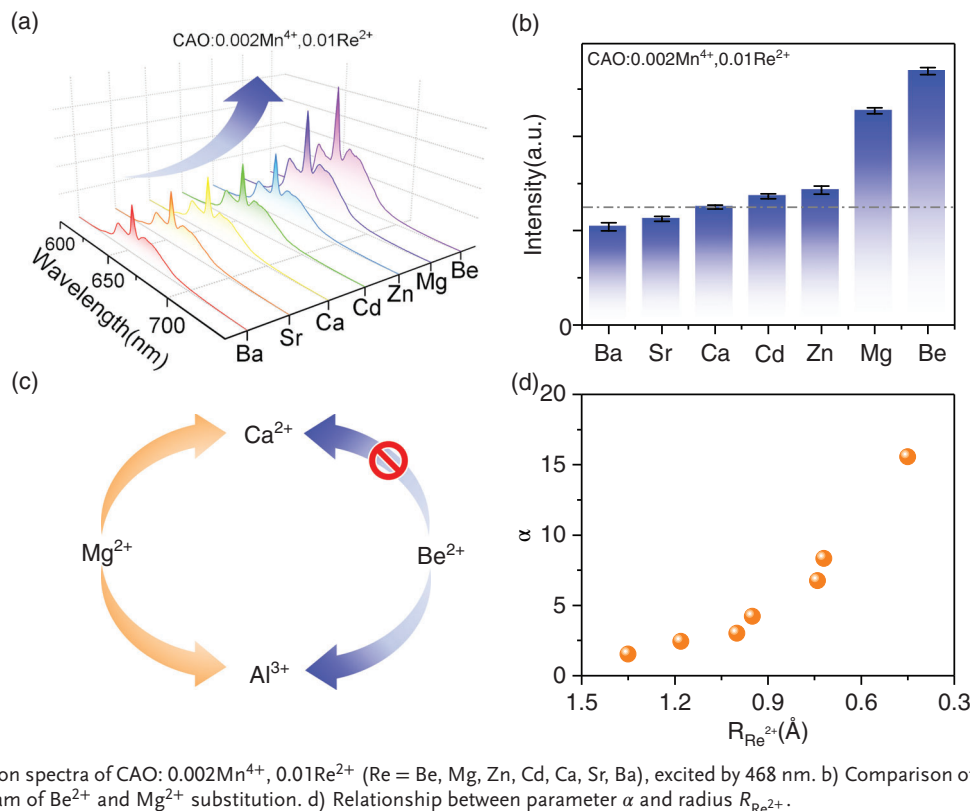 (a)
CAO:0.002Mn⁴⁺,0.01Re²⁺
600
650
700
Wavelength(nm)
Ba
Sr
Ca
Cd
Zn
Mg
Be
(b)
CAO:0.002Mn⁴⁺,0.01Re²⁺
Intensity(a.u.)
0
Ba Sr Ca Cd Zn Mg Be
(c)
Ca²⁺
Mg²⁺
Be²⁺
Al³⁺
(d)
α
15
10
5
0
1.5 1.2 0.9 0.6 0.3
R_Re²⁺(Å)
on spectra of CAO: 0.002Mn⁴⁺, 0.01Re²⁺ (Re = Be, Mg, Zn, Cd, Ca, Sr, Ba), excited by 468 nm. b) Comparison o
am of Be²⁺ and Mg²⁺ substitution. d) Relationship between parameter α and radius R_Re²⁺.